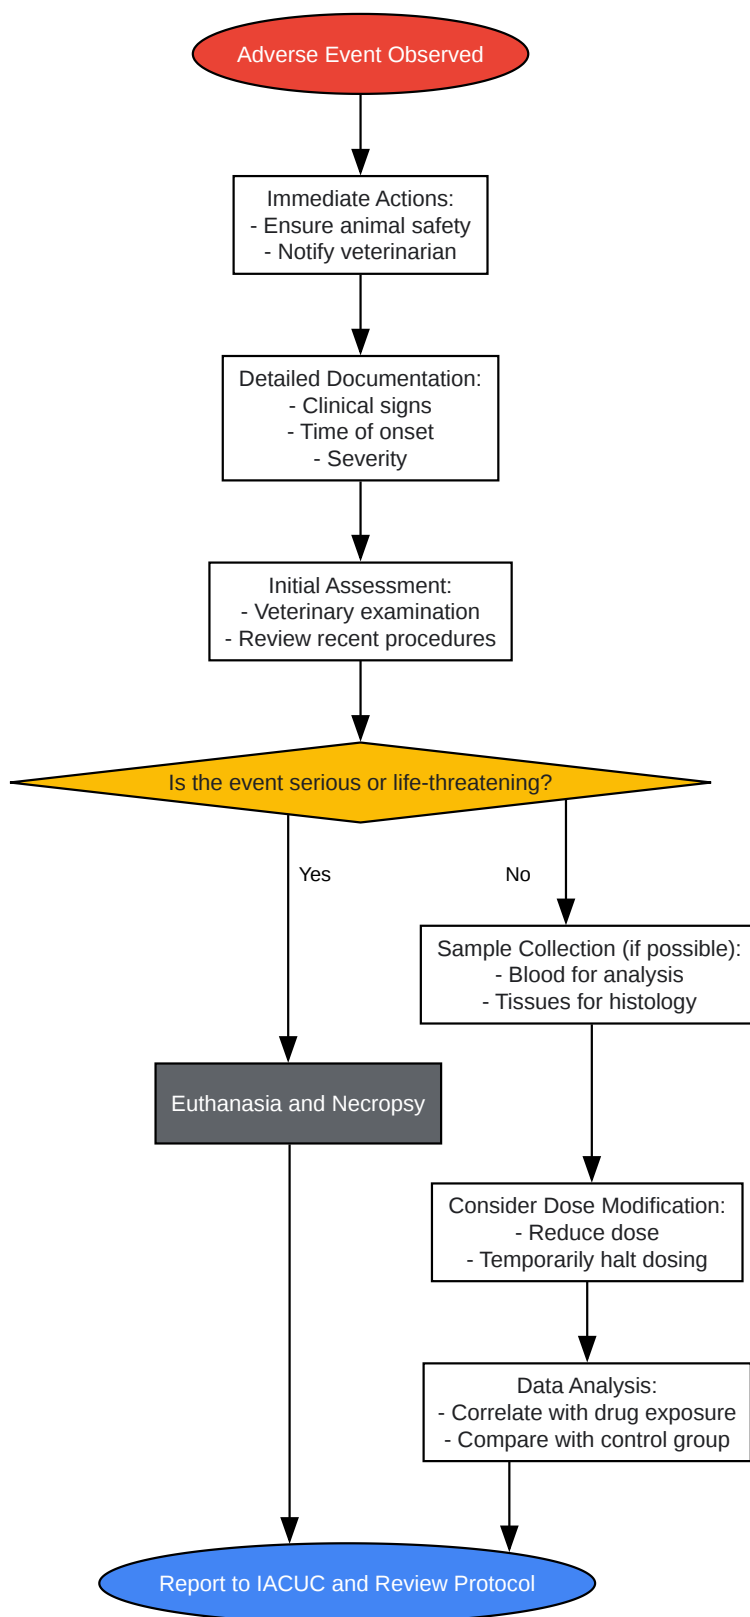 Adverse Event Observed
Immediate Actions:
- Ensure animal safety
- Notify veterinarian
Detailed Documentation:
- Clinical signs
- Time of onset
- Severity
Initial Assessment:
- Veterinary examination
- Review recent procedures
Is the event serious or life-threatening?
Yes
No
Sample Collection (if possible):
- Blood for analysis
- Tissues for histology
Euthanasia and Necropsy
Consider Dose Modification:
- Reduce dose
- Temporarily halt dosing
Data Analysis:
- Correlate with drug exposure
- Compare with control group
Report to IACUC and Review Protocol